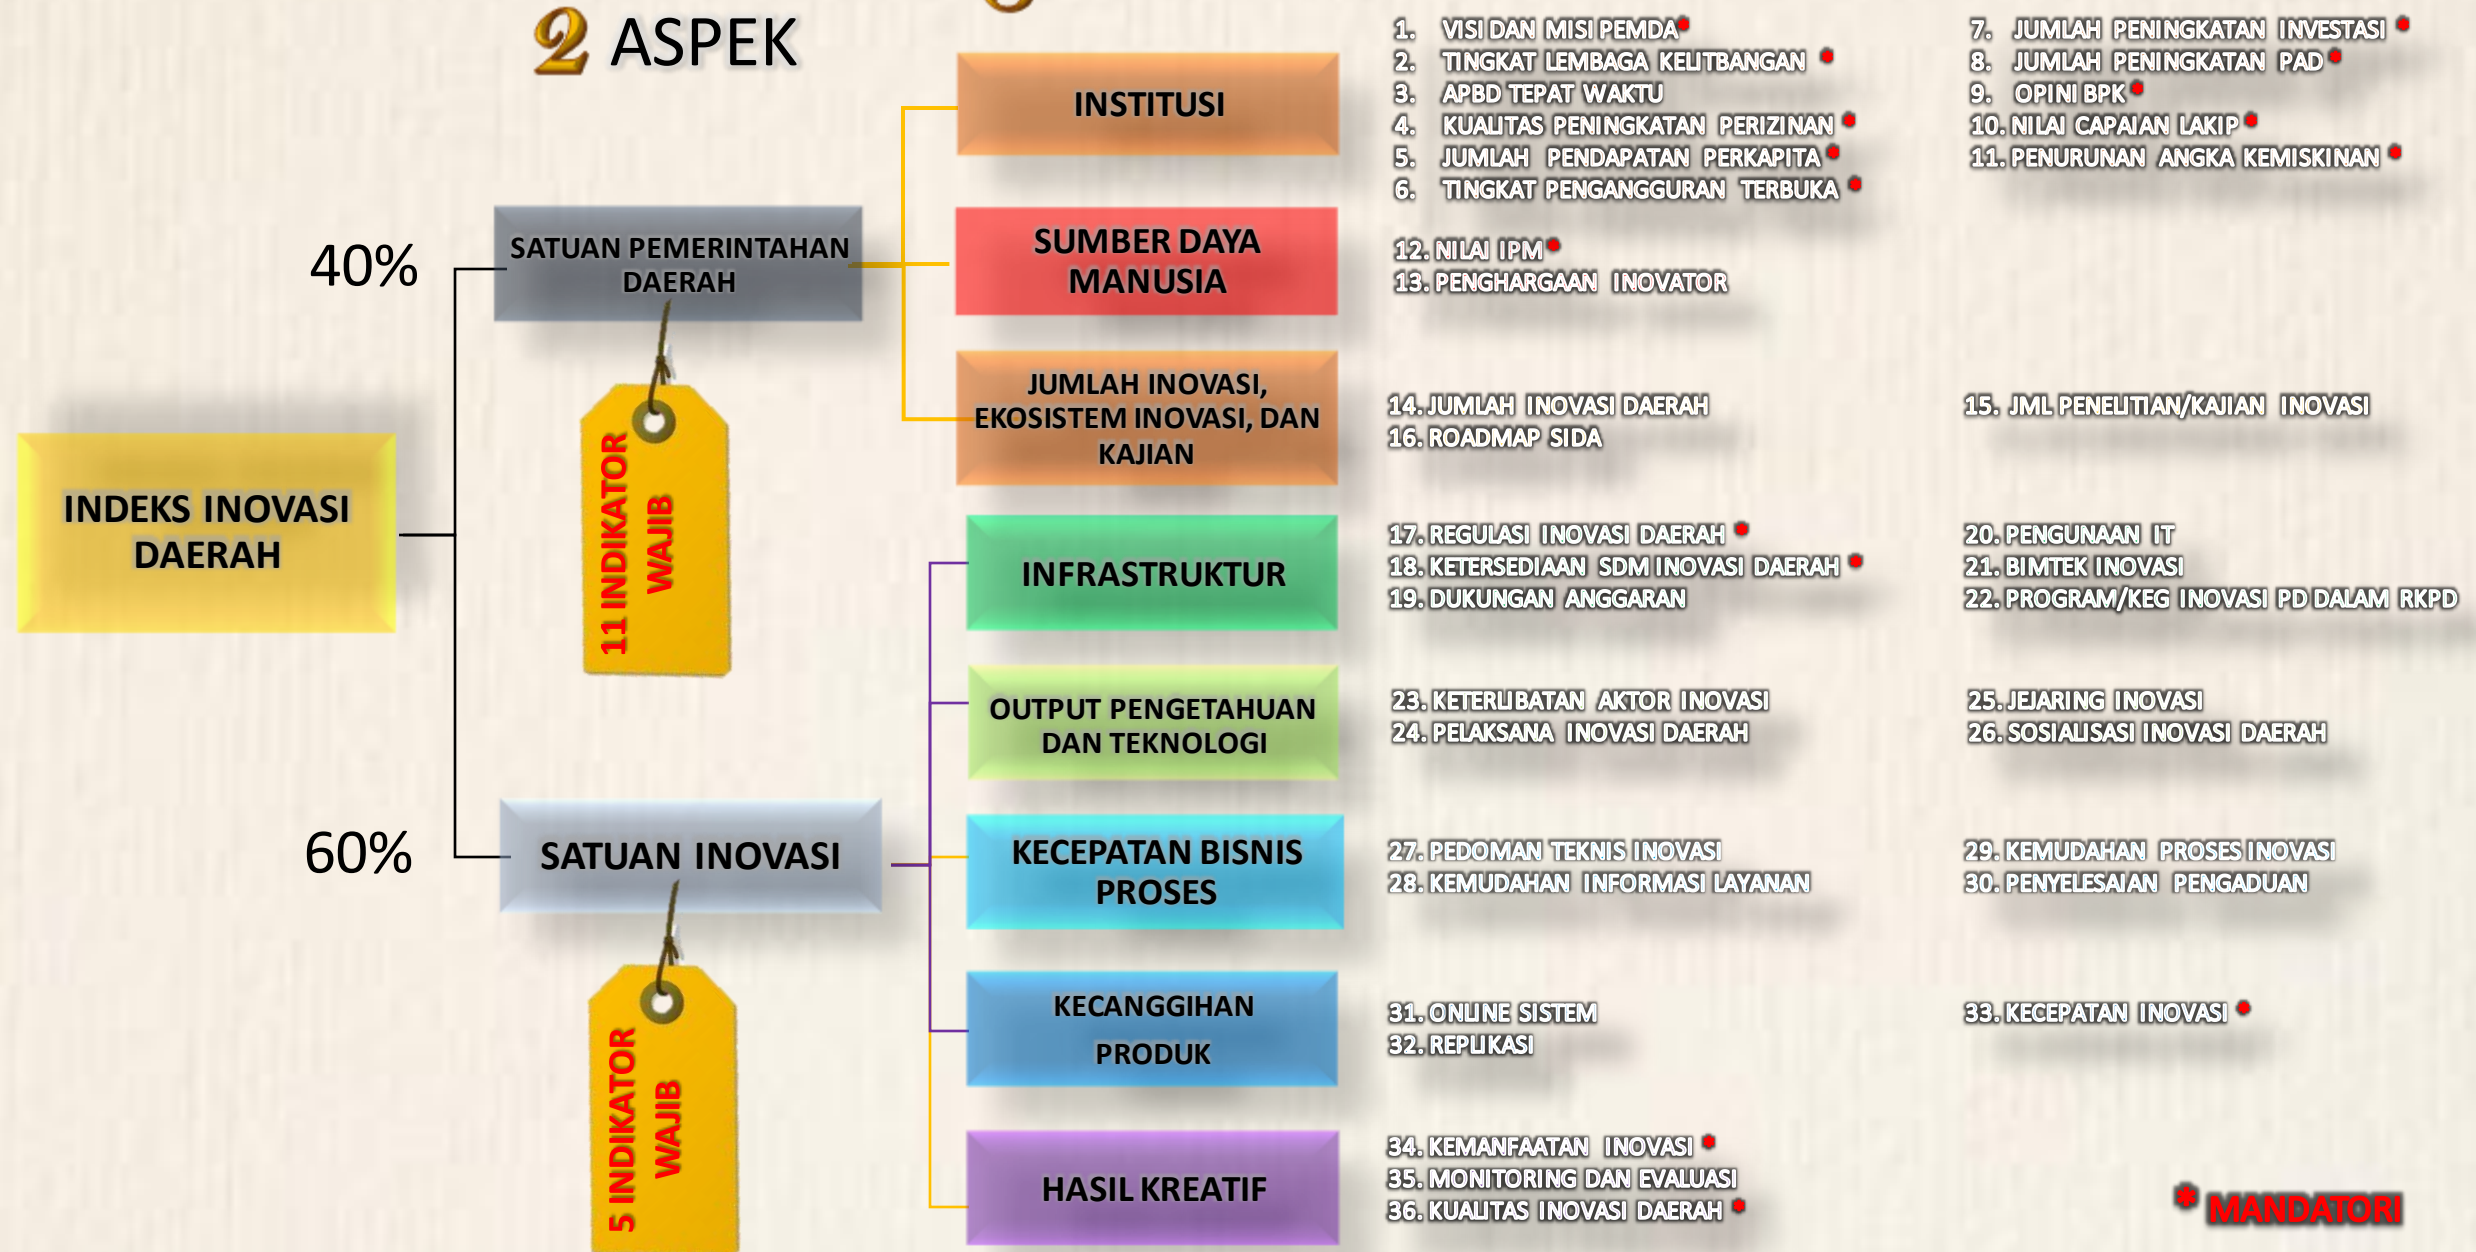 2 ASPEK
INDEKS INOVASI
DAERAH
40%
SATUAN PEMERINTAHAN
DAERAH
11 INDIKATOR
WAJIB
60%
SATUAN INOVASI
5 INDIKATOR
WAJIB
INSTITUSI
1. VISI DAN MISI PEMDA*
2. TINGKAT LEMBAGA KELITBANGAN *
3. APBD TEPAT WAKTU
4. KUALITAS PENINGKATAN PERIZINAN *
5. JUMLAH PENDAPATAN PERKAPITA *
6. TINGKAT PENGANGGURAN TERBUKA *
7. JUMLAH PENINGKATAN INVESTASI *
8. JUMLAH PENINGKATAN PAD *
9. OPINI BPK *
10. NILAI CAPAIAN LAKIP *
11. PENURUNAN ANGKA KEMISKINAN *
SUMBER DAYA
MANUSIA
12. NILAI IPM *
13. PENGHARGAAN INOVATOR
JUMLAH INOVASI,
EKOSISTEM INOVASI, DAN
KAJIAN
14. JUMLAH INOVASI DAERAH
16. ROADMAP SIDA
15. JML PENELITIAN/KAJIAN INOVASI
INFRASTRUKTUR
17. REGULASI INOVASI DAERAH *
18. KETERSEDIAAN SDM INOVASI DAERAH *
19. DUKUNGAN ANGGARAN
20. PENGUNAAN IT
21. BIMTEK INOVASI
22. PROGRAM/KEG INOVASI PD DALAM RKPD
OUTPUT PENGETAHUAN
DAN TEKNOLOGI
23. KETERLIBATAN AKTOR INOVASI
24. PELAKSANA INOVASI DAERAH
25. JEJARING INOVASI
26. SOSIALISASI INOVASI DAERAH
KECEPATAN BISNIS
PROSES
27. PEDOMAN TEKNIS INOVASI
28. KEMUDAHAN INFORMASI LAYANAN
29. KEMUDAHAN PROSES INOVASI
30. PENYELESAIAN PENGADUAN
KECANGGIHAN
PRODUK
31. ONLINE SISTEM
32. REPLIKASI
33. KECEPATAN INOVASI *
HASIL KREATIF
34. KEMANFAATAN INOVASI *
35. MONITORING DAN EVALUASI
36. KUALITAS INOVASI DAERAH *
* MANDATORI